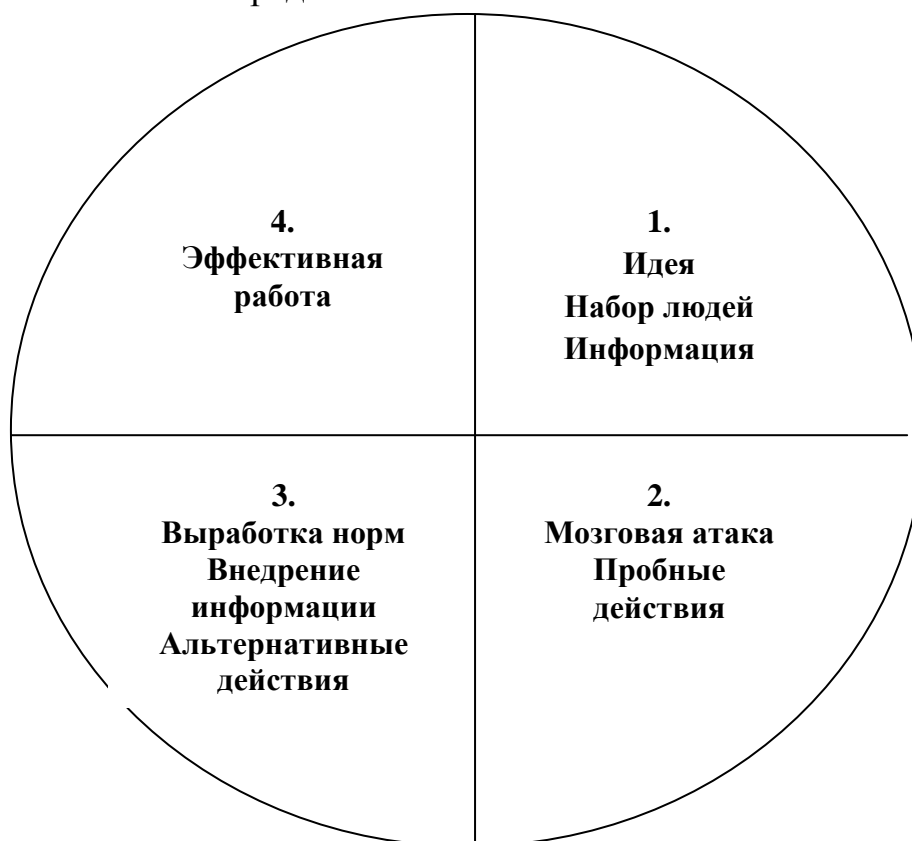 1.
Идея
Набор людей
Информация
2.
Мозговая атака
Пробные
действия
3.
Выработка норм
Внедрение
информации
Альтернативные
действия
4.
Эффективная
работа